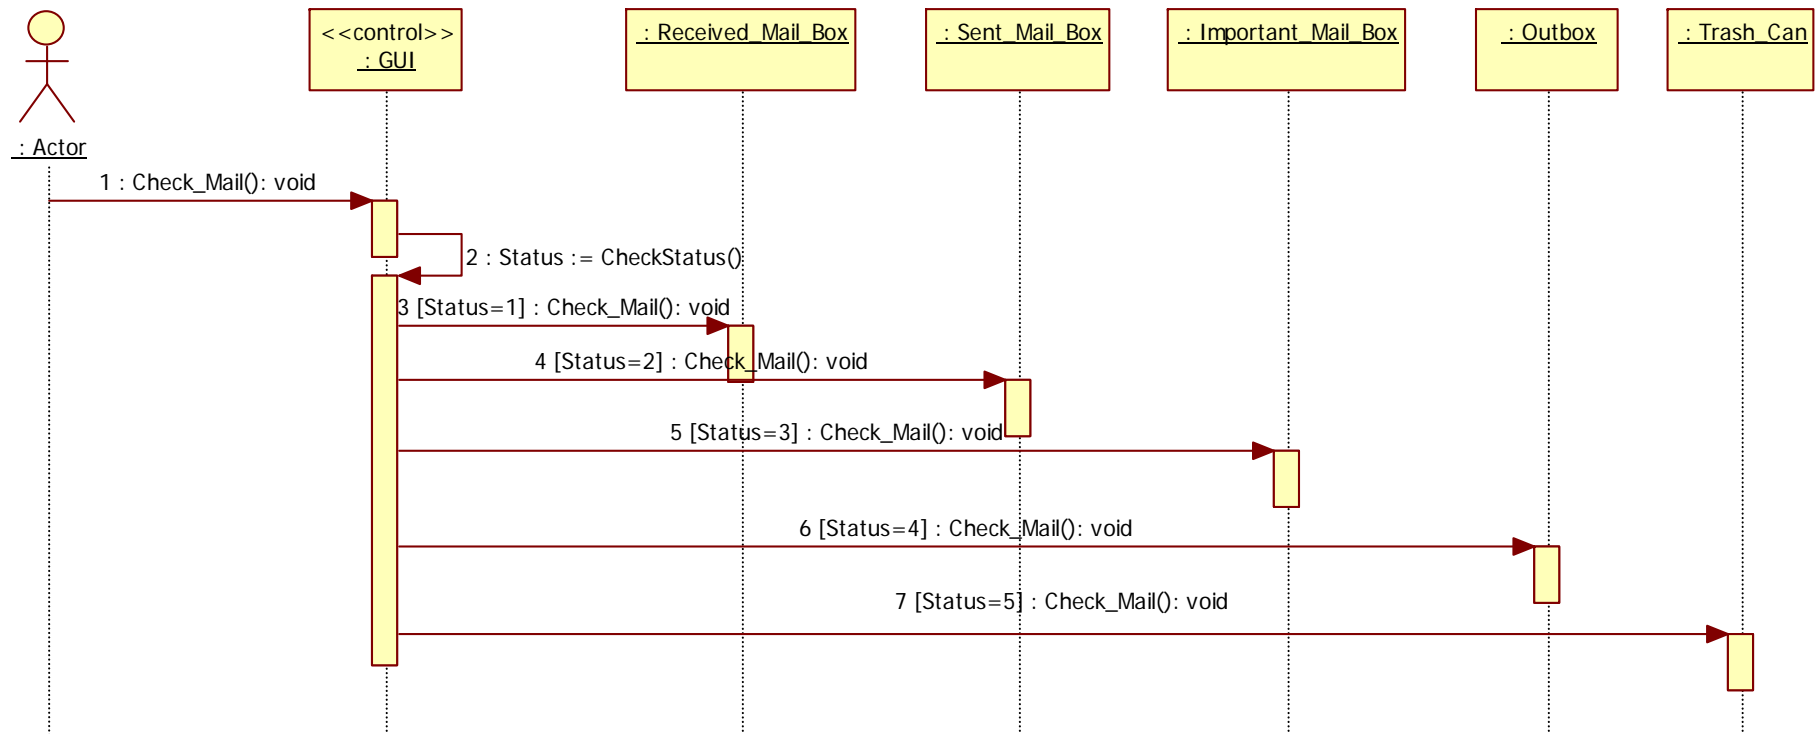 <<control>>
: GUI
: Received_Mail_Box
: Sent_Mail_Box
: Important_Mail_Box
: Outbox
: Trash_Can
: Actor
1 : Check_Mail(): void
2 : Status := CheckStatus()
3 [Status=1] : Check_Mail(): void
4 [Status=2] : Check_Mail(): void
5 [Status=3] : Check_Mail(): void
6 [Status=4] : Check_Mail(): void
7 [Status=5] : Check_Mail(): void